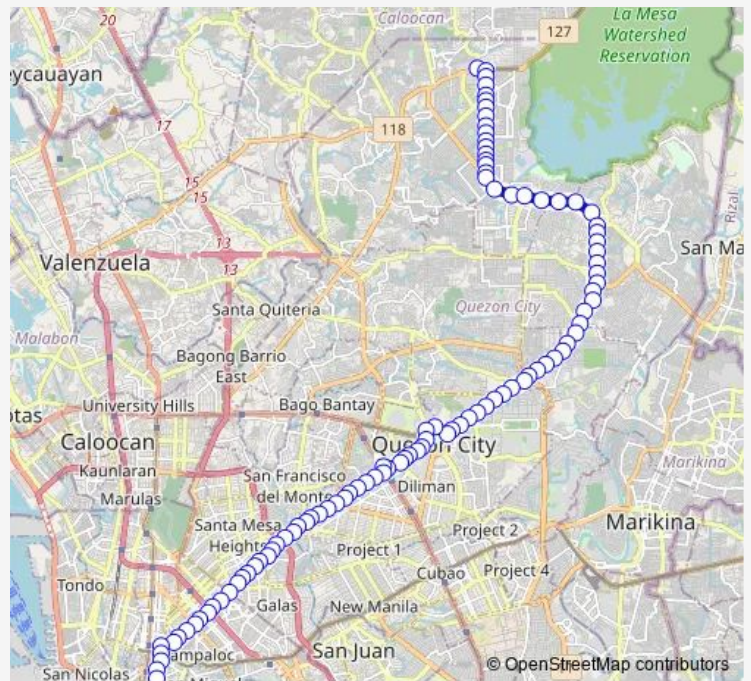 Caloocan
La Mesa
Watershed
Reservation
20
127
eycauayan
17
118
15
15
Rizal
13
13
Valenzuela
San Ma
Santa Quiteria
Quezon City
Malabon
Bagong Barrio
East
otas
University Hills
Bago Bantay
Caloocan
Quezon City
Kaunlaran
San Francisco
del Monte
Diliman
Marikina
Marulas
Santa Mesa
Heights
Project 2
Marikina
Project 1
Tondo
Cubao
Project 4
Galas
New Manila
ampaloc
San Juan
San Nicolas
© OpenStreetMap contributors